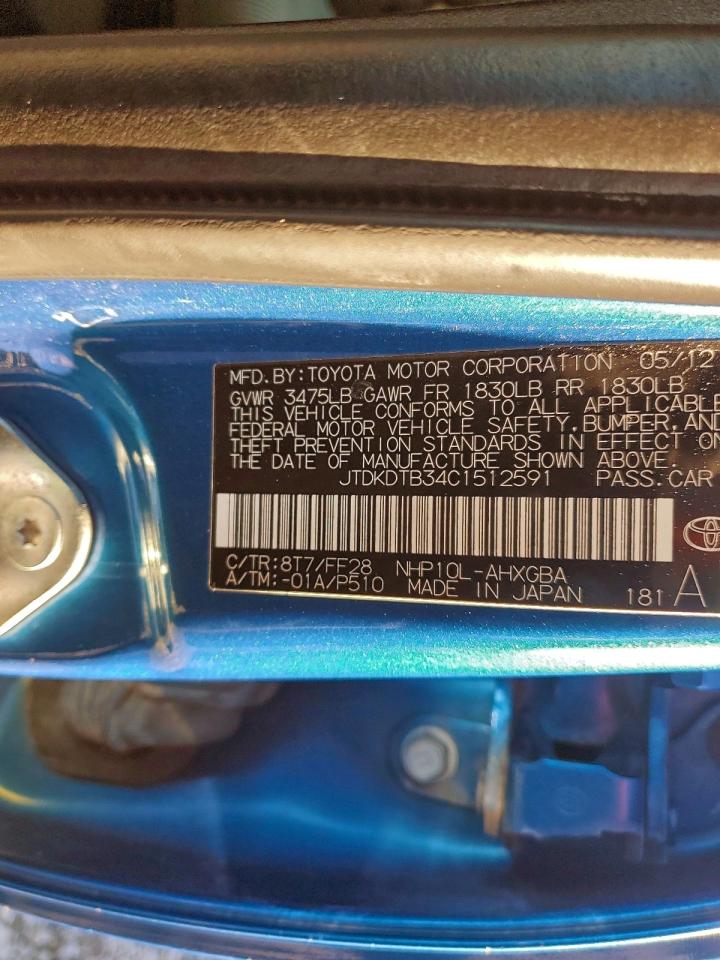 MFD.BY:TOYOTA MOTOR CORPORATION 05/12
GVWR 3475LB GAWR FR 1830LB RR 1830LB
THIS VEHICLE CONFORMS TO ALL APPLICABLE
FEDERAL MOTOR VEHICLE SAFETY,BUMPER,AND
THEFT PREVENTION STANDARDS IN EFFECT ON
THE DATE OF MANUFACTURE SHOWN ABOVE.
JTDKDTB34C1512591 PASS.CAR
C/TR:8T7/FF28 NHP10L-AHXGBA
A/TM:-01A/P510 MADE IN JAPAN 181 A